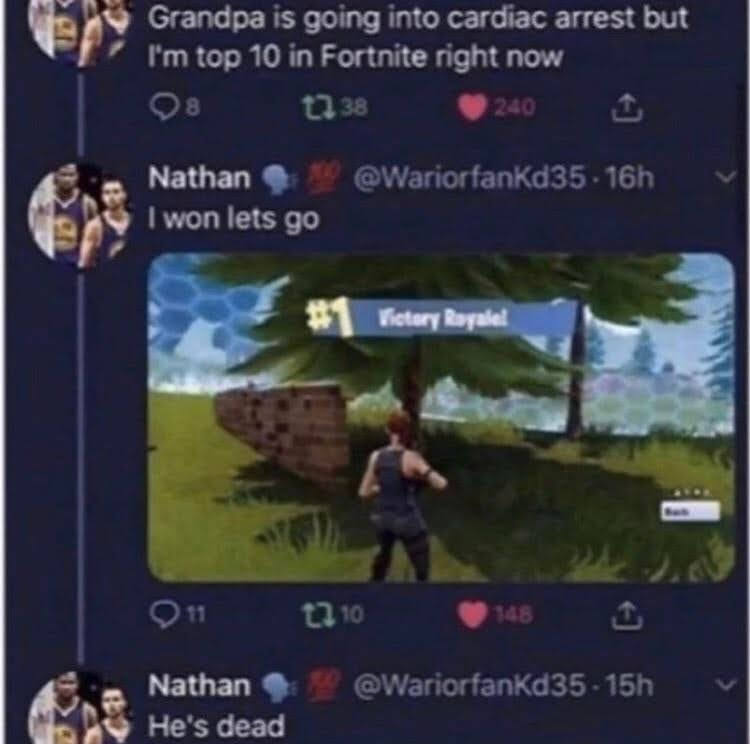 Grandpa is going into cardiac arrest but
I'm top 10 in Fortnite right now
8 38 240
Nathan 🗣️ 💯 @WariorfanKd35 · 16h
I won lets go
#1 Victory Royale!
11 10 148
Nathan 🗣️ 💯 @WariorfanKd35 · 15h
He's dead